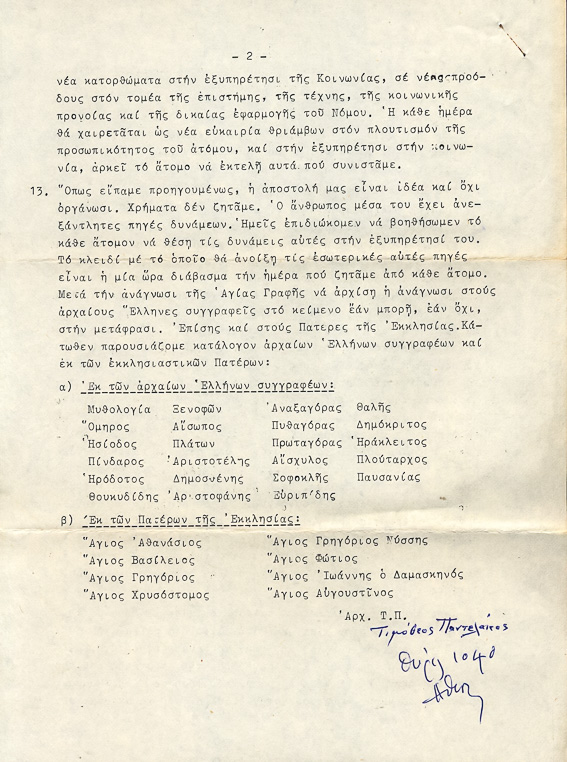 - 2 -
νέα κατορθώματα στήν ἐξυπηρέτησι τῆς Κοινωνίας, σέ νέας προό-
δους στόν τομέα τῆς ἐπιστήμης, τῆς τέχνης, τῆς κοινωνικῆς
προνοίας καί τῆς δικαίας ἐφαρμογῆς τοῦ Νόμου. Ἡ κάθε ἡμέρα
θά χαιρετᾶται ὡς νέα εὐκαιρία θριάμβων στόν πλουτισμόν τῆς
προσωπικότητος τοῦ ἀτόμου, καί στήν ἐξυπηρέτησι στήν κοινω-
νία, ἀρκεῖ τό ἄτομο νά ἐκτελῆ αυτά πού συνιστᾶμε.
13. Ὅπως εἴπαμε προηγουμένως, ἡ ἀποστολή μας εἶναι ἰδέα καί ὄχι
ὀργάνωσι. Χρήματα δέν ζητᾶμε. Ὁ ἄνθρωπος μέσα του ἔχει ἀνε-
ξάντλητες πηγές δυνάμεων. Ἡμεῖς ἐπιδιώκομεν νά βοηθήσωμεν τό
κάθε ἄτομον νά θέση τίς δυνάμεις αὐτές στήν ἐξυπηρέτησί του.
Τό κλειδί μέ τό ὁποῖο θά ἀνοίξη τίς ἐσωτερικές αὐτές πηγές
εἶναι ἡ μία ὥρα διάβασμα τήν ἡμέρα πού ζητᾶμε ἀπό κάθε ἄτομο.
Μετά τήν ἀνάγνωσι τῆς Ἁγίας Γραφῆς νά ἀρχίση ἡ ἀνάγνωσι στούς
ἀρχαίους Ἕλληνες συγγραφεῖς στό κείμενο ἐάν μπορῆ, ἐάν ὄχι,
στήν μετάφρασι. Ἐπίσης καί στούς Πατερες τῆς Ἐκκλησίας. Κά-
τωθεν παρουσιάζομε κατάλογον ἀρχαίων Ἑλλήνων συγγραφέων καί
ἐκ τῶν ἐκκλησιαστικῶν Πατέρων:
α) Ἐκ τῶν ἀρχαίων Ἑλλήνων συγγραφέων:
Μυθολογία Ξενοφῶν Ἀναξαγόρας Θαλῆς
Ὅμηρος Αἴσωπος Πυθαγόρας Δημόκριτος
Ἡσίοδος Πλάτων Πρωταγόρας Ἡράκλειτος
Πίνδαρος Ἀριστοτέλης Αἴσχυλος Πλούταρχος
Ἡρόδοτος Δημοσνένης Σοφοκλῆς Παυσανίας
Θουκυδίδης Ἀριστοφάνης Εὐριπίδης
β) Ἐκ Τῶν Πατέρων τῆς Ἐκκλησίας:
Ἅγιος Ἀθανάσιος Ἅγιος Γρηγόριος Νύσσης
Ἅγιος Βασίλειος Ἅγιος Φώτιος
Ἅγιος Γρηγόριος Ἅγιος Ἰωάννης ὁ Δαμασκηνός
Ἅγιος Χρυσόστομος Ἅγιος Αὐγουστῖνος
Ἀρχ. Τ.Π.
Τιμόθεος
Θυρίς 1040